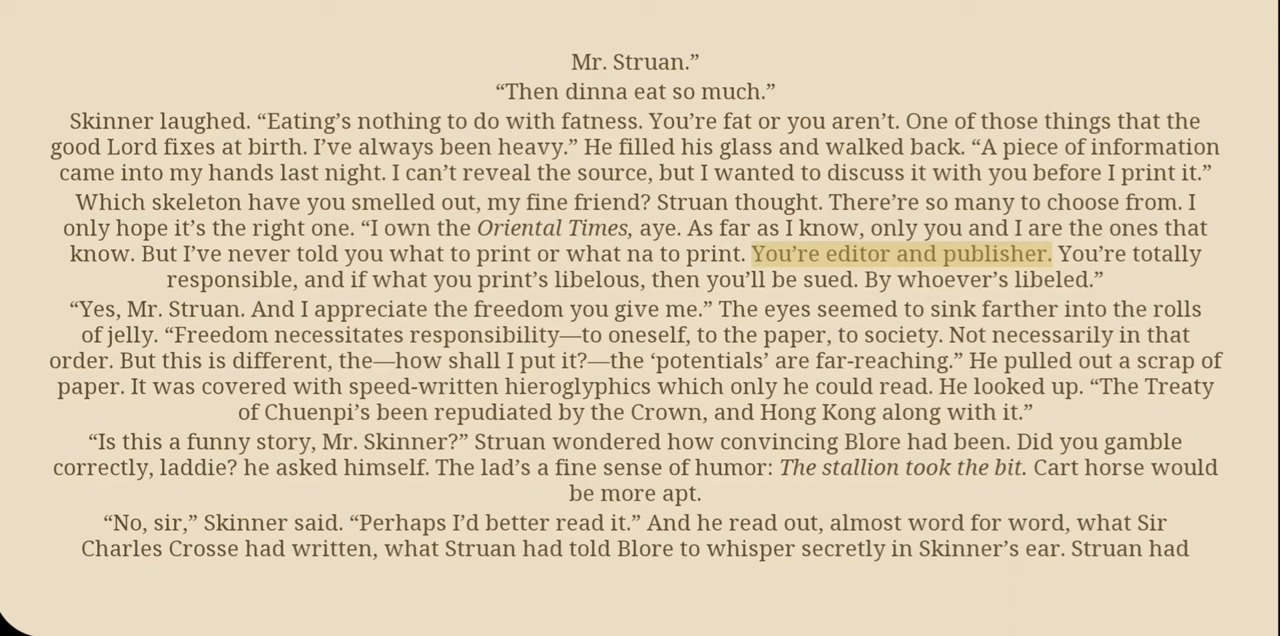 Mr. Struan.”
“Then dinna eat so much.”
Skinner laughed. “Eating’s nothing to do with fatness. You’re fat or you aren’t. One of those things that the
good Lord fixes at birth. I’ve always been heavy.” He filled his glass and walked back. “A piece of information
came into my hands last night. I can’t reveal the source, but I wanted to discuss it with you before I print it.”
Which skeleton have you smelled out, my fine friend? Struan thought. There’re so many to choose from. I
only hope it’s the right one. “I own the Oriental Times, aye. As far as I know, only you and I are the ones that
know. But I’ve never told you what to print or what na to print. You’re editor and publisher. You’re totally
responsible, and if what you print’s libelous, then you’ll be sued. By whoever’s libeled.”
“Yes, Mr. Struan. And I appreciate the freedom you give me.” The eyes seemed to sink farther into the rolls
of jelly. “Freedom necessitates responsibility—to oneself, to the paper, to society. Not necessarily in that
order. But this is different, the—how shall I put it?—the ‘potentials’ are far-reaching.” He pulled out a scrap of
paper. It was covered with speed-written hieroglyphics which only he could read. He looked up. “The Treaty
of Chuenpi’s been repudiated by the Crown, and Hong Kong along with it.”
“Is this a funny story, Mr. Skinner?” Struan wondered how convincing Blore had been. Did you gamble
correctly, laddie? he asked himself. The lad’s a fine sense of humor: The stallion took the bit. Cart horse would
be more apt.
“No, sir,” Skinner said. “Perhaps I’d better read it.” And he read out, almost word for word, what Sir
Charles Crosse had written, what Struan had told Blore to whisper secretly in Skinner’s ear. Struan had